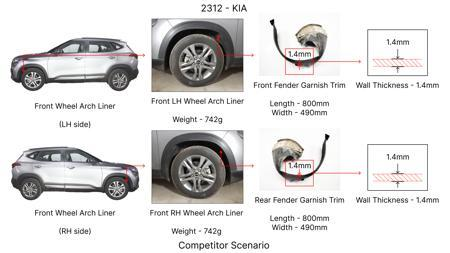 2312 - KIA
1.4mm
1.4mm
Front Wheel Arch Liner
(LH side)
Front LH Wheel Arch Liner
Weight - 742g
Front Fender Garnish Trim
Length - 800mm
Width - 490mm
Wall Thickness - 1.4mm
1.4mm
1.4mm
Front Wheel Arch Liner
(RH side)
Front RH Wheel Arch Liner
Weight - 742g
Rear Fender Garnish Trim
Length - 800mm
Width - 490mm
Wall Thickness - 1.4mm
Competitor Scenario